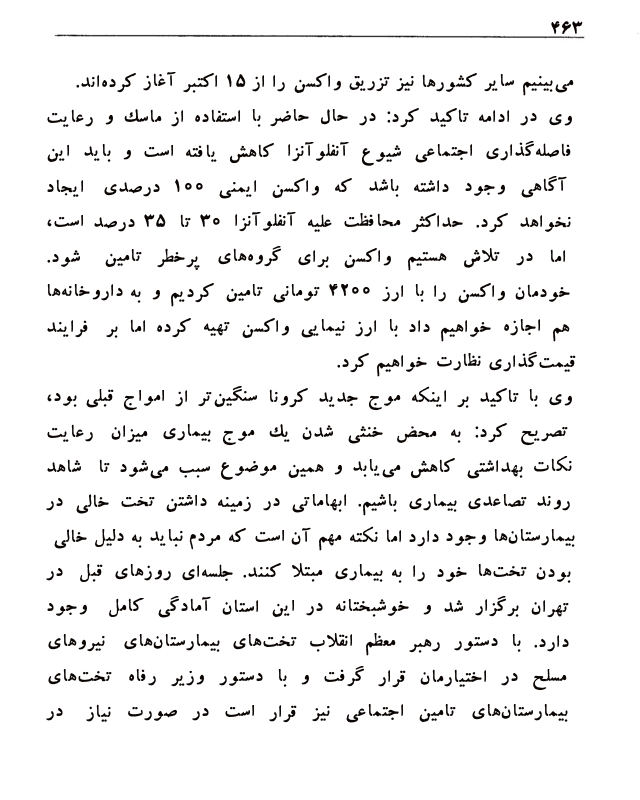 ۴۶۳
می‌بینیم سایر کشورها نیز تزریق واکسن را از ۱۵ اکتبر آغاز کرده‌اند.
وی در ادامه تاکید کرد: در حال حاضر با استفاده از ماسك و رعایت
فاصله‌گذاری اجتماعی شیوع آنفلوآنزا کاهش یافته است و باید این
آگاهی وجود داشته باشد که واکسن ایمنی ۱۰۰ درصدی ایجاد
نخواهد کرد. حداکثر محافظت علیه آنفلوآنزا ۳۰ تا ۳۵ درصد است،
اما در تلاش هستیم واکسن برای گروه‌های پرخطر تامین شود.
خودمان واکسن را با ارز ۴۲۰۰ تومانی تامین کردیم و به داروخانه‌ها
هم اجازه خواهیم داد با ارز نیمایی واکسن تهیه کرده اما بر فرایند
قیمت‌گذاری نظارت خواهیم کرد.
وی با تاکید بر اینکه موج جدید کرونا سنگین‌تر از امواج قبلی بود،
تصریح کرد: به محض خنثی شدن یك موج بیماری میزان رعایت
نکات بهداشتی کاهش می‌یابد و همین موضوع سبب می‌شود تا شاهد
روند تصاعدی بیماری باشیم. ابهاماتی در زمینه داشتن تخت خالی در
بیمارستان‌ها وجود دارد اما نکته مهم آن است که مردم نباید به دلیل خالی
بودن تخت‌ها خود را به بیماری مبتلا کنند. جلسه‌ای روزهای قبل در
تهران برگزار شد و خوشبختانه در این استان آمادگی کامل وجود
دارد. با دستور رهبر معظم انقلاب تخت‌های بیمارستان‌های نیروهای
مسلح در اختیارمان قرار گرفت و با دستور وزیر رفاه تخت‌های
بیمارستان‌های تامین اجتماعی نیز قرار است در صورت نیاز در